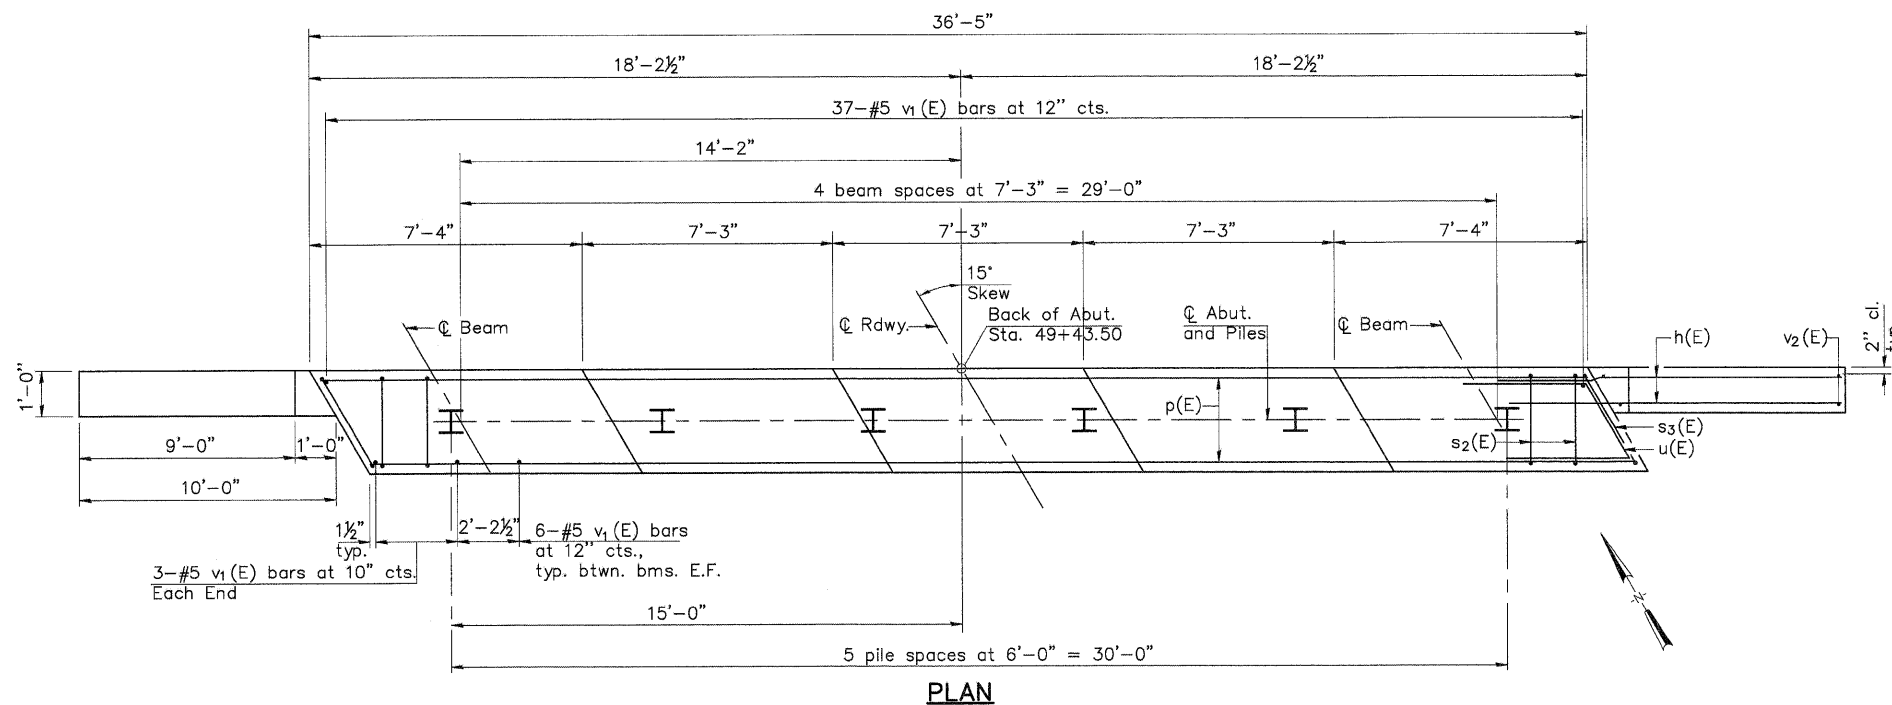 36'-5"
18'-2½"
18'-2½"
37-#5 v₁(E) bars at 12" cts.
14'-2"
4 beam spaces at 7'-3" = 29'-0"
7'-4"
7'-3"
7'-3"
7'-3"
7'-4"
15°
Skew
℄ Beam
℄ Rdwy.
Back of Abut.
Sta. 49+43.50
℄ Abut.
and Piles
℄ Beam
h(E)
v₂(E)
2" cl.
1'-0"
p(E)
s₂(E)
s₃(E)
u(E)
9'-0"
1'-0"
10'-0"
1½"
typ.
2'-2½"
6-#5 v₁(E) bars
at 12" cts.,
typ. btwn. bms. E.F.
3-#5 v₁(E) bars at 10" cts.
Each End
15'-0"
5 pile spaces at 6'-0" = 30'-0"
N
PLAN